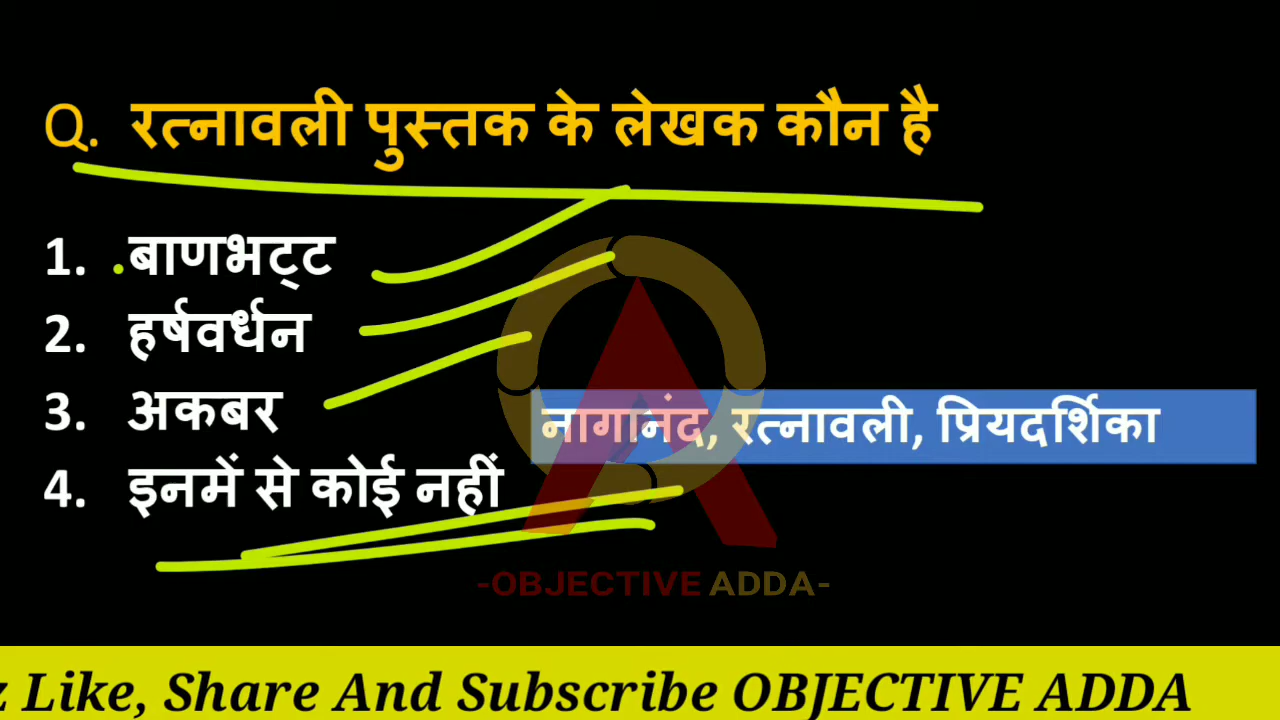 Q. रत्नावली पुस्तक के लेखक कौन है
1. बाणभट्ट
2. हर्षवर्धन
3. अकबर
नागानंद, रत्नावली, प्रियदर्शिका
4. इनमें से कोई नहीं
-OBJECTIVE ADDA-
z Like, Share And Subscribe OBJECTIVE ADDA